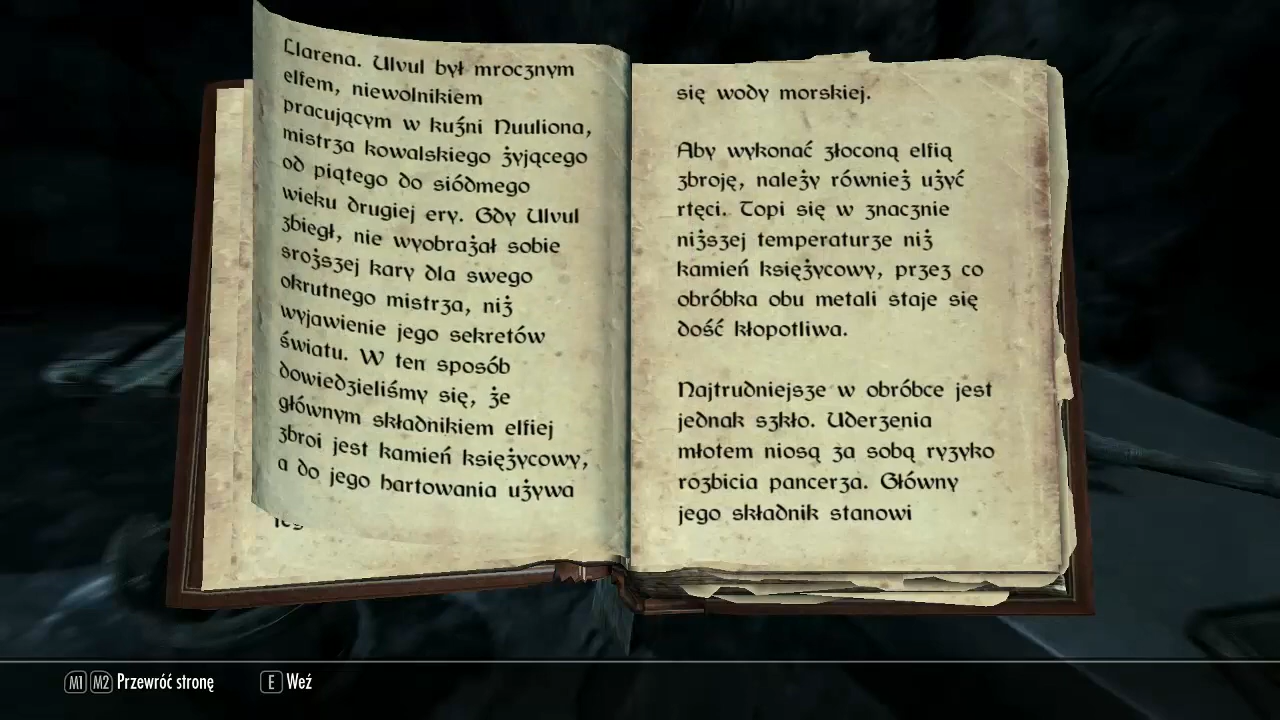 Llarena. Ulvul był mrocznym
elfem, niewolnikiem
pracującym w kuźni Nuuliona,
mistrza kowalskiego żyjącego
od piątego do siódmego
wieku drugiej ery. Gdy Ulvul
zbiegł, nie wyobrażał sobie
sroższej kary dla swego
okrutnego mistrza, niż
wyjawienie jego sekretów
światu. W ten sposób
dowiedzieliśmy się, że
głównym składnikiem elfiej
zbroi jest kamień księżycowy,
a do jego hartowania używa
się wody morskiej.
Aby wykonać złoconą elfią
zbroję, należy również użyć
rtęci. Topi się w znacznie
niższej temperaturze niż
kamień księżycowy, przez co
obróbka obu metali staje się
dość kłopotliwa.
Najtrudniejsze w obróbce jest
jednak szkło. Uderzenia
młotem niosą za sobą ryzyko
rozbicia pancerza. Główny
jego składnik stanowi
M1 M2 Przewróć stronę E Weź